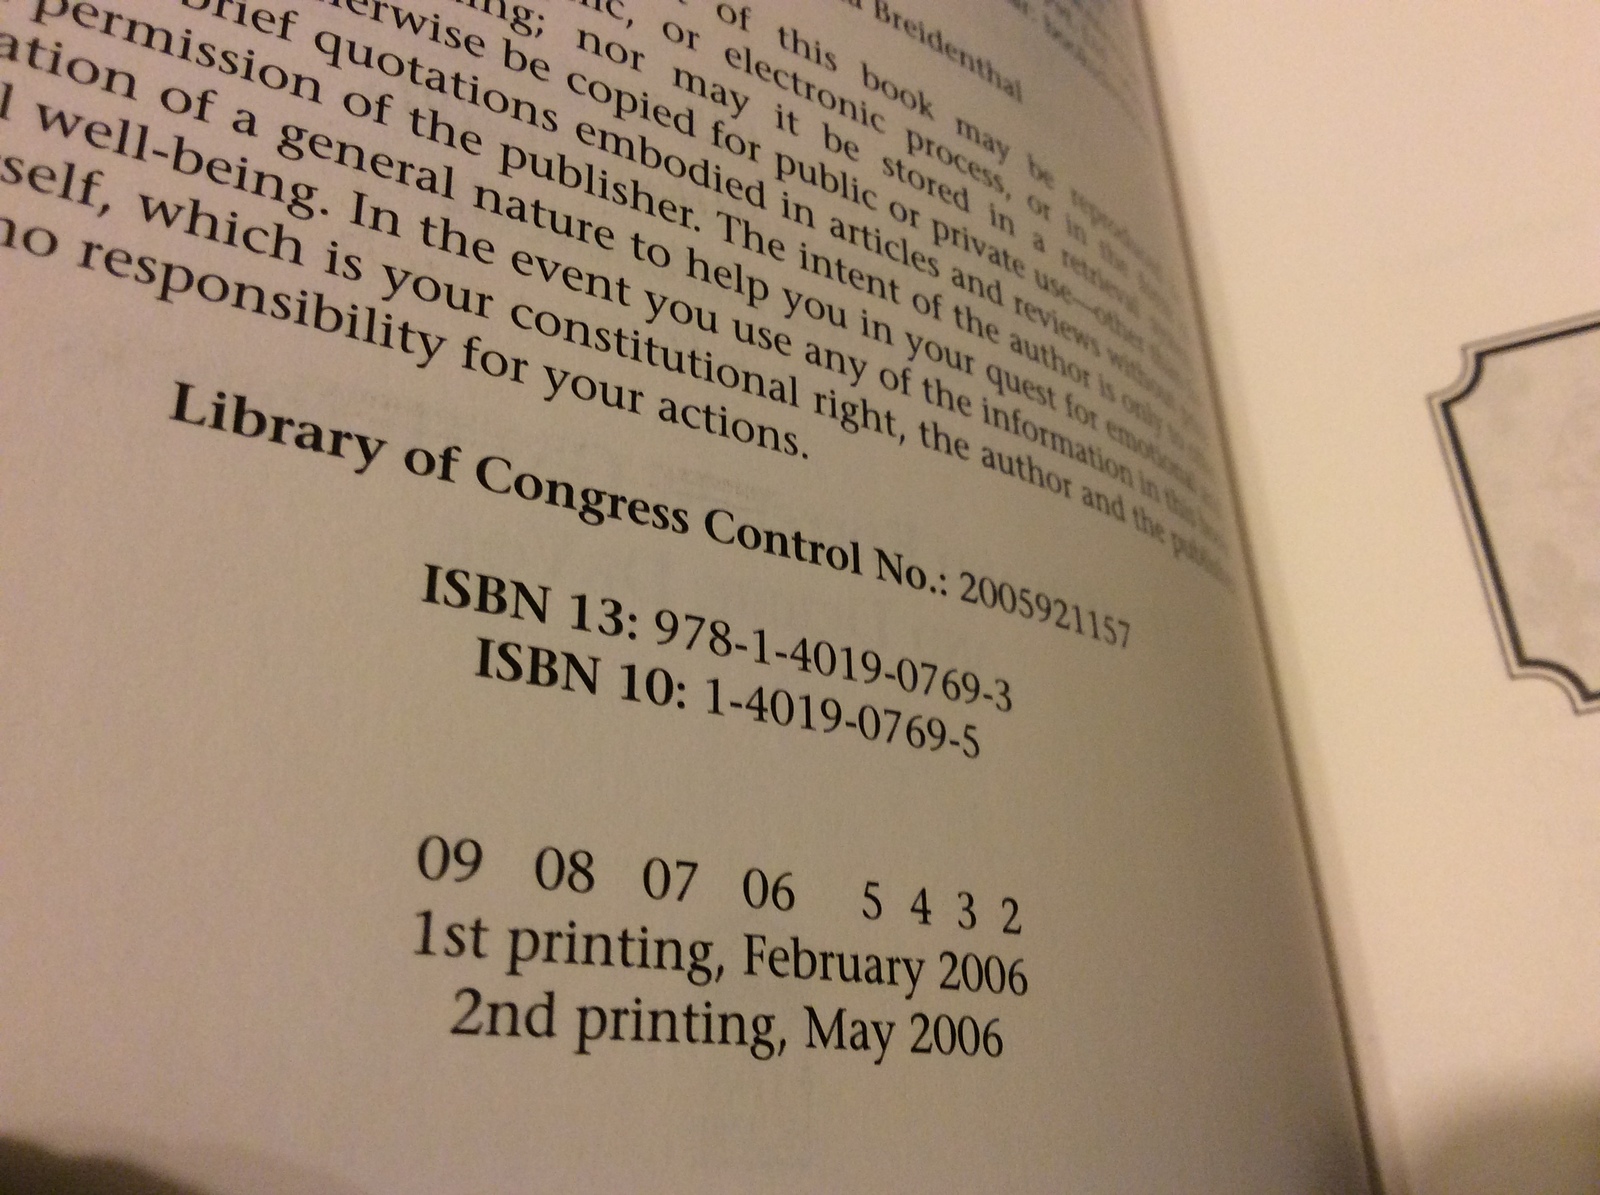 Breidenthal
of this book may be
or electronic process, or in the
nor may it be stored in a retrieval
erwise be copied for public or private use—other
brief quotations embodied in articles and reviews without
permission of the publisher. The intent of the author is only to
ation of a general nature to help you in your quest for emotional
l well-being. In the event you use any of the information in this
self, which is your constitutional right, the author and the
no responsibility for your actions.
Library of Congress Control No.: 2005921157
ISBN 13: 978-1-4019-0769-3
ISBN 10: 1-4019-0769-5
09 08 07 06 5 4 3 2
1st printing, February 2006
2nd printing, May 2006